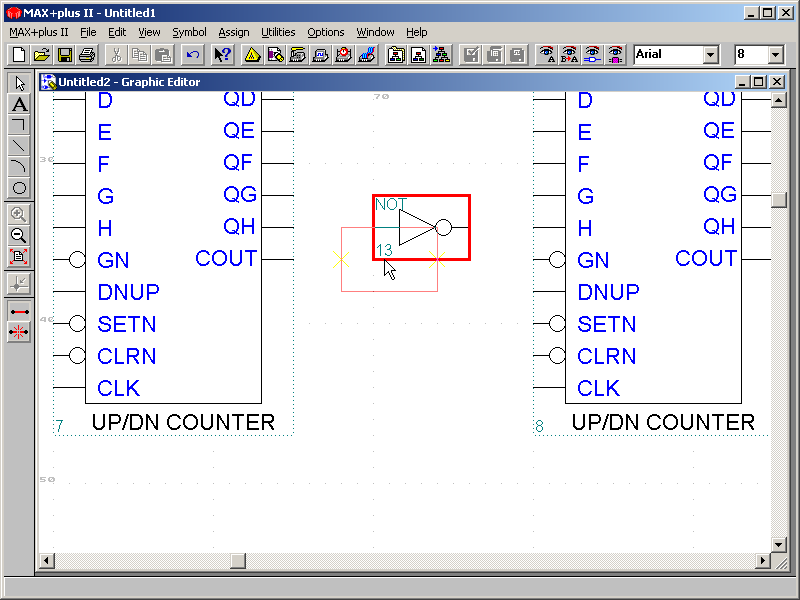 MAX+plus II - Untitled1
MAX+plus II File Edit View Symbol Assign Utilities Options Window Help
Arial 8
Untitled2 - Graphic Editor
70
D QD D QD
E QE E QE
30 F QF F QF
G QG NOT G QG
H QH H QH
13
GN COUT GN COUT
DNUP DNUP
40 SETN SETN
CLRN CLRN
CLK CLK
7 UP/DN COUNTER 8 UP/DN COUNTER
50